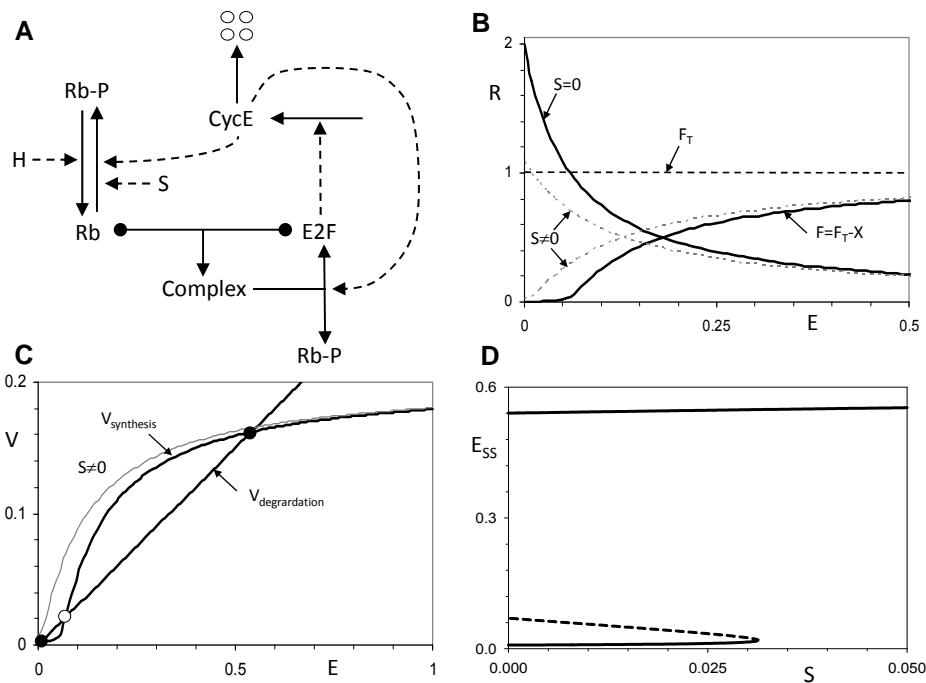 A
Rb-P
H
S
Rb
CycE
E2F
Complex
Rb-P
B
2
R
1
0
S=0
F_T
S≠0
F=F_T-X
0
0.25
E
0.5
C
0.2
V
0.1
0
V_synthesis
S≠0
V_degrardation
0
0.5
E
1
D
0.6
E_SS
0.3
0.0
0.000
0.025
S
0.050